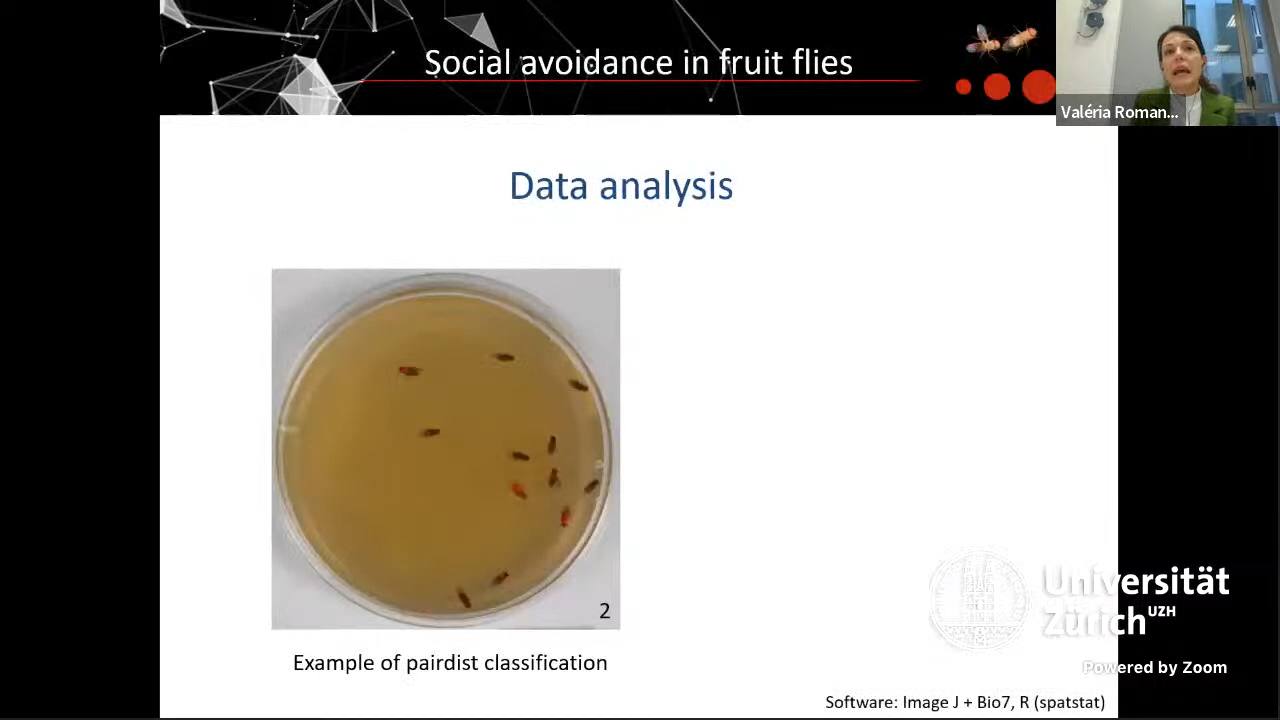 Social avoidance in fruit flies
Valéria Roman...
Data analysis
2
Example of pairdist classification
Universität
Zürich UZH
Powered by Zoom
Software: Image J + Bio7, R (spatstat)